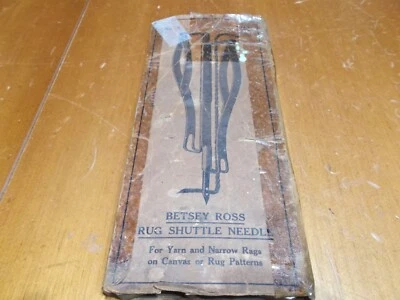 BETSEY ROSS
RUG SHUTTLE NEEDLE
For Yarn and Narrow Rags
on Canvas or Rug Patterns